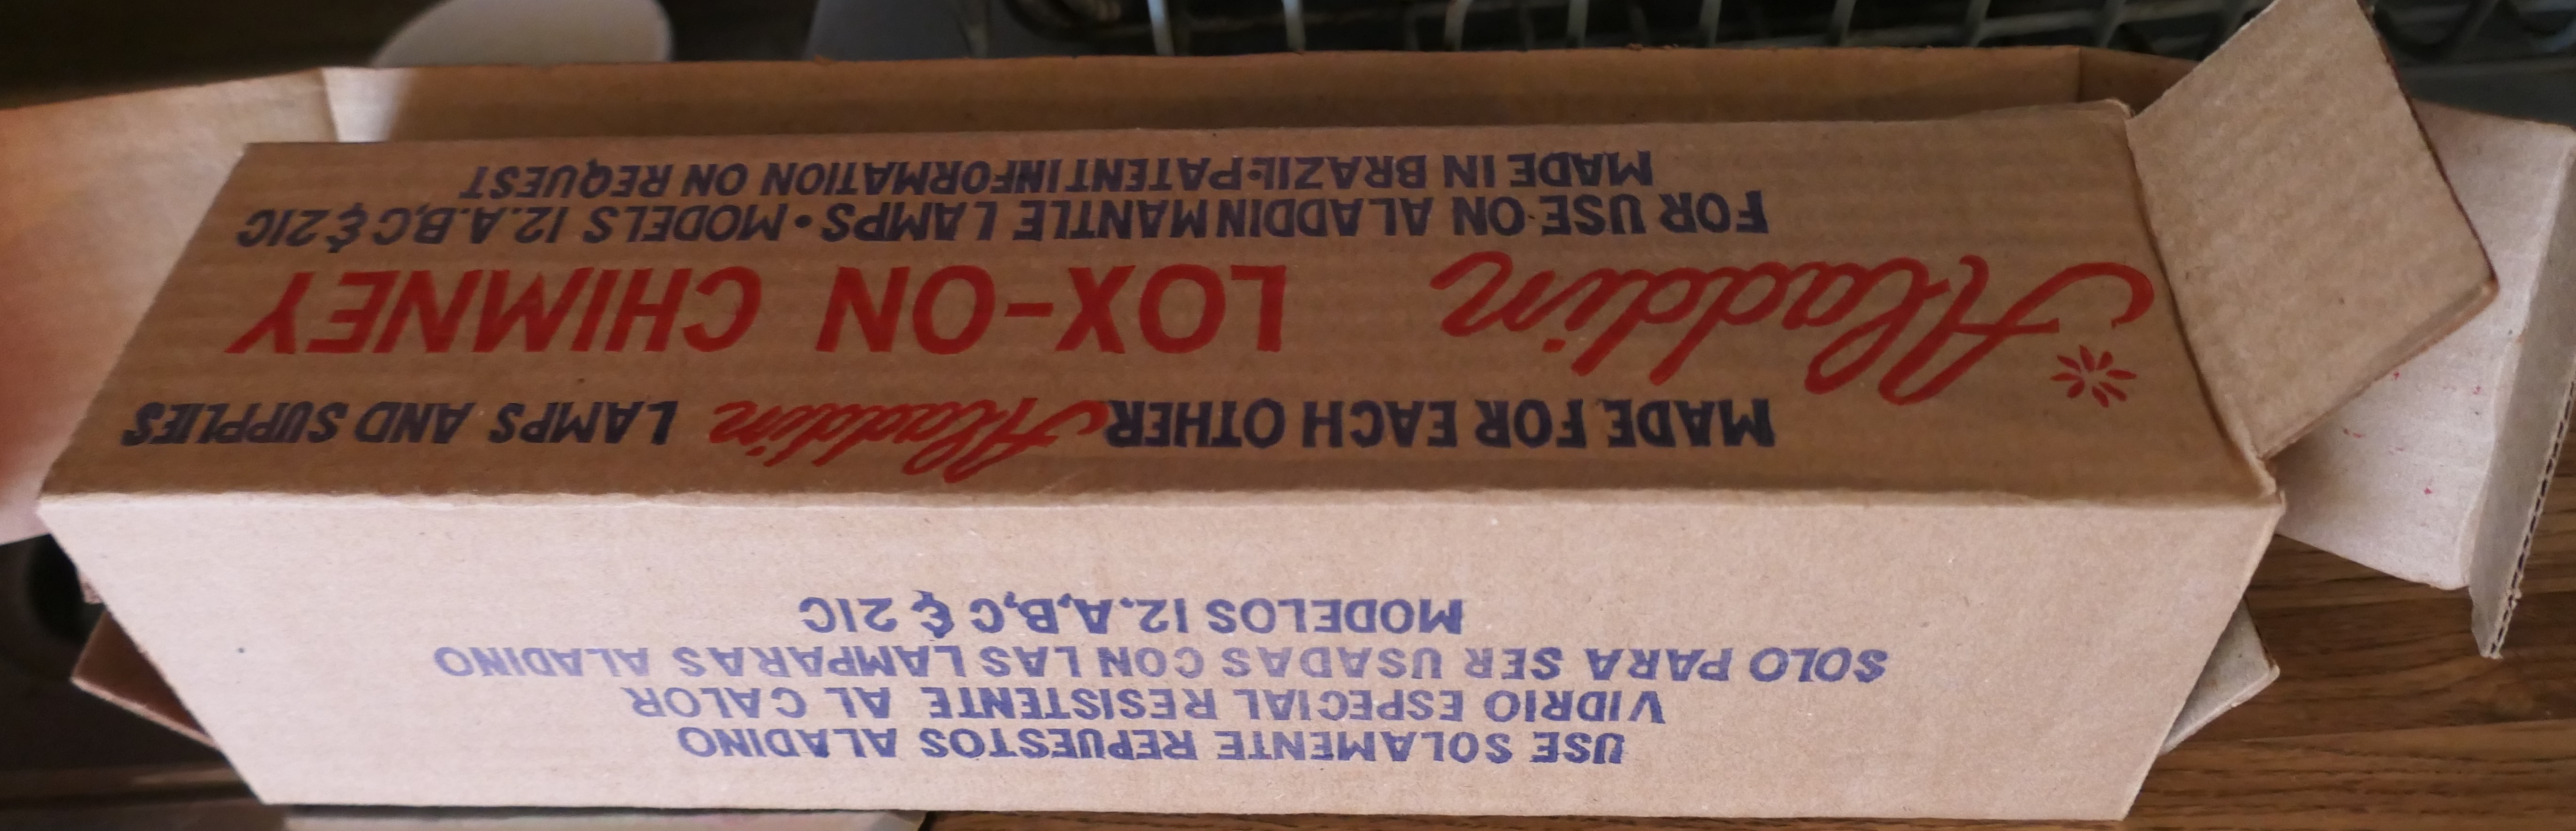 USE SOLAMENTE REPUESTOS ALADINO
VIDRIO ESPECIAL RESISTENTE AL CALOR
SOLO PARA SER USADAS CON LAS LAMPARAS ALADINO
MODELOS 12.A,B,C & 21C
MADE FOR EACH OTHER Aladdin LAMPS AND SUPPLIES
Aladdin LOX-ON CHIMNEY
FOR USE ON ALADDIN MANTLE LAMPS • MODELS 12.A.B,C & 21C
MADE IN BRAZIL•PATENT INFORMATION ON REQUEST